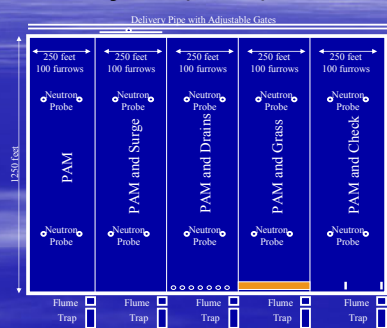 Delivery Pipe with Adjustable Gates
250 feet 250 feet 250 feet 250 feet 250 feet
100 furrows 100 furrows 100 furrows 100 furrows 100 furrows
Neutron Neutron Neutron Neutron Neutron
Probe Probe Probe Probe Probe
1250 feet
PAM
PAM and Surge
PAM and Drains
PAM and Grass
PAM and Check
Neutron Neutron Neutron Neutron Neutron
Probe Probe Probe Probe Probe
Flume Flume Flume Flume Flume
Trap Trap Trap Trap Trap